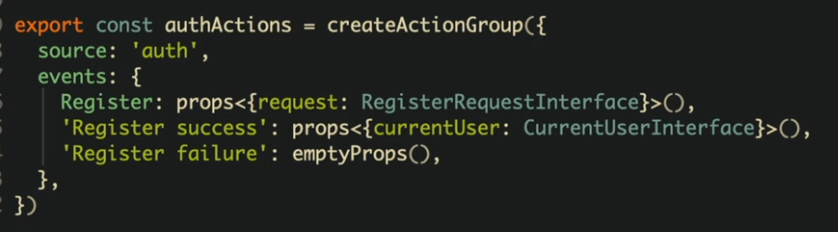 export const authActions = createActionGroup({
source: 'auth',
events: {
Register: props<{request: RegisterRequestInterface}>(),
'Register success': props<{currentUser: CurrentUserInterface}>(),
'Register failure': emptyProps(),
},
})